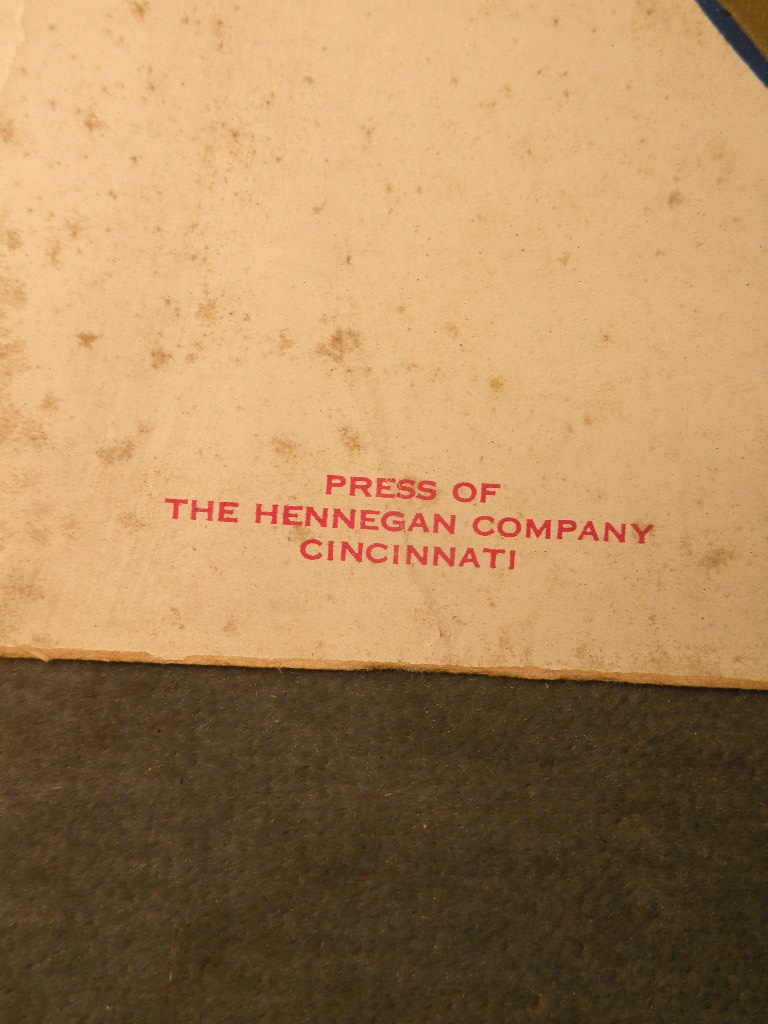 PRESS OF
THE HENNEGAN COMPANY
CINCINNATI